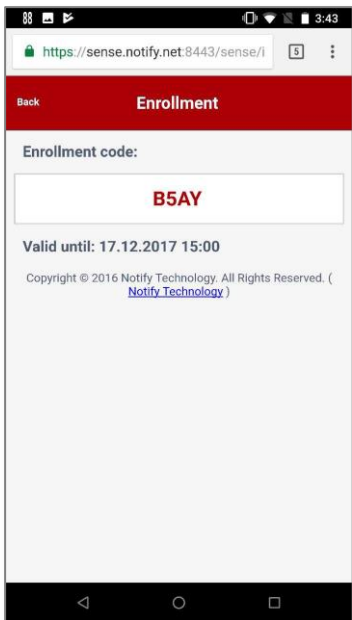 88 3:43
https://sense.notify.net:8443/sense/i 5
Back Enrollment
Enrollment code:
B5AY
Valid until: 17.12.2017 15:00
Copyright © 2016 Notify Technology. All Rights Reserved. (
Notify Technology )